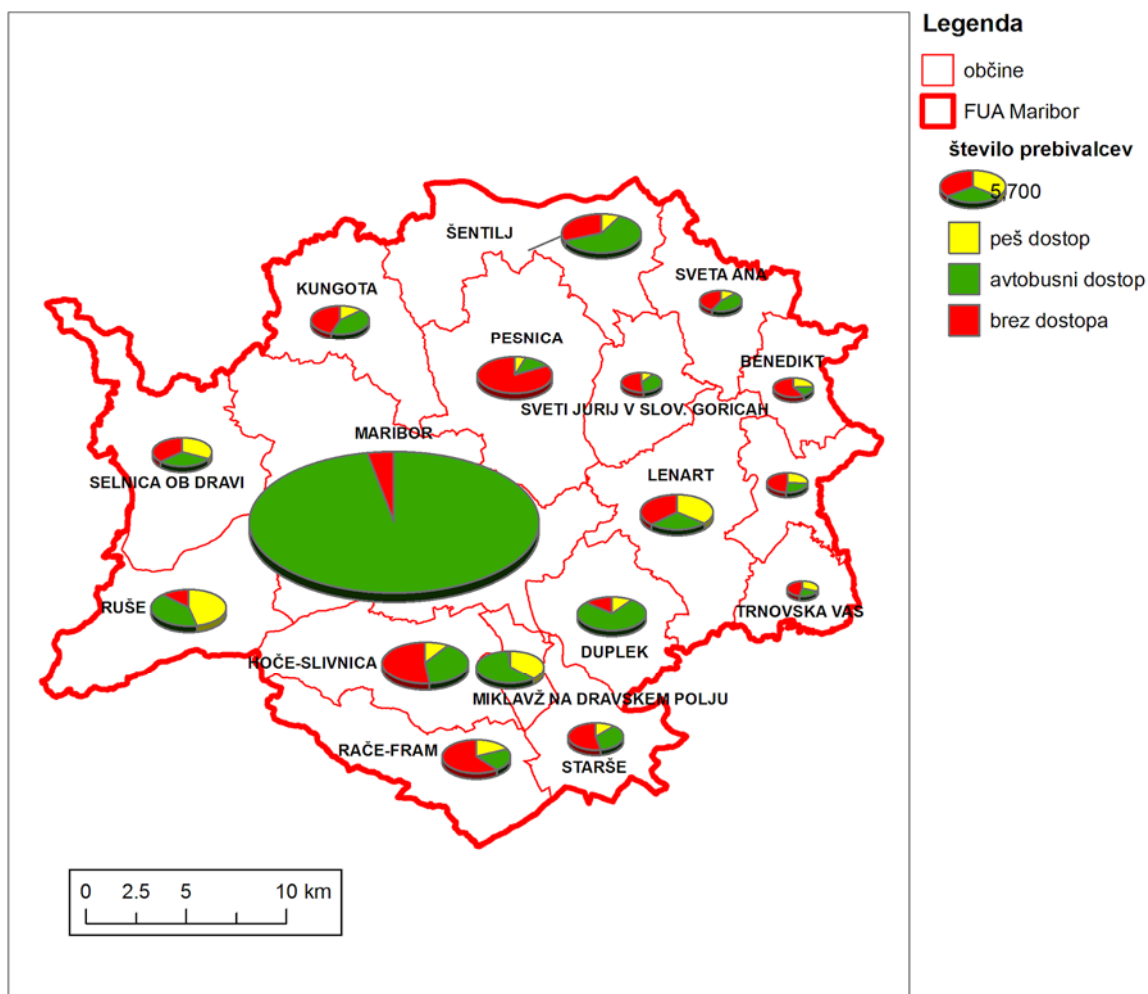 Legenda
občine
FUA Maribor
število prebivalcev
5,700
peš dostop
avtobusni dostop
brez dostopa
ŠENTILJ
SVETA ANA
KUNGOTA
PESNICA
BENEDIKT
SVETI JURIJ V SLOV. GORICAH
MARIBOR
SELNICA OB DRAVI
LENART
RUŠE
TRNOVSKA VAS
DUPLEK
HOČE-SLIVNICA
MIKLAVŽ NA DRAVSKEM POLJU
RAČE-FRAM
STARŠE
0 2.5 5 10 km